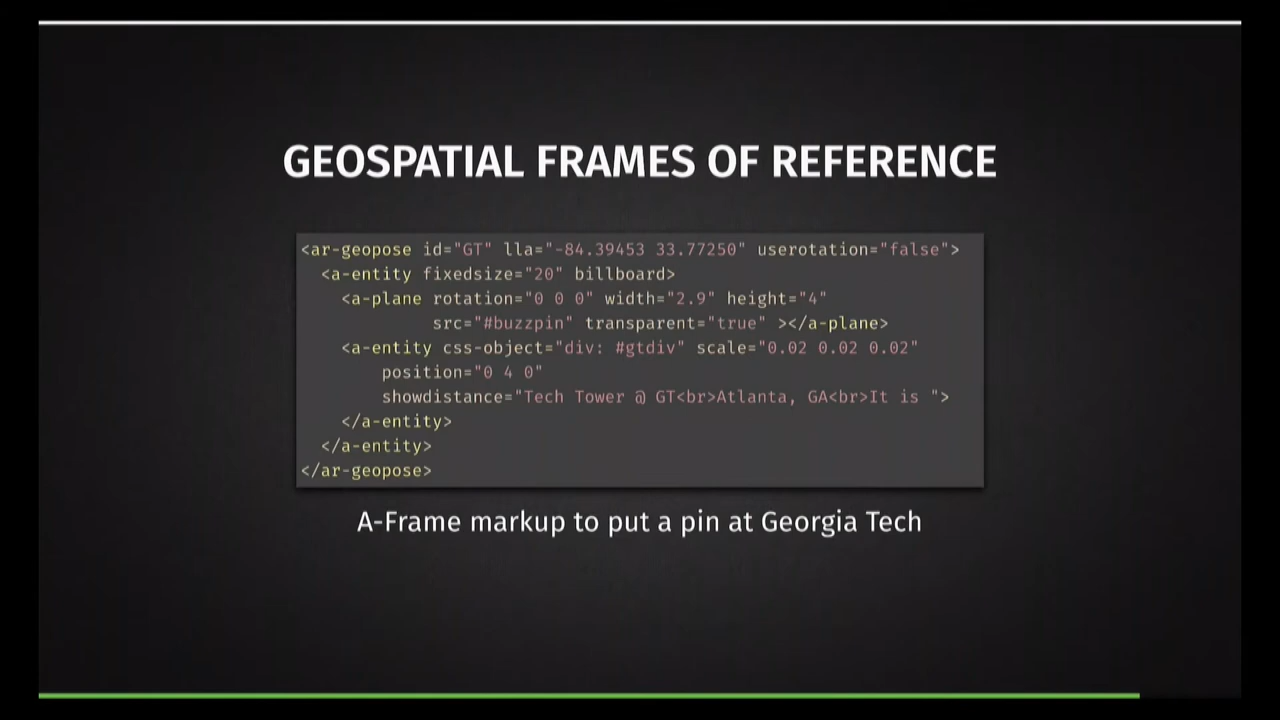 GEOSPATIAL FRAMES OF REFERENCE
<ar-geopose id="GT" lla="-84.39453 33.77250" userotation="false">
  <a-entity fixedsize="20" billboard>
    <a-plane rotation="0 0 0" width="2.9" height="4"
             src="#buzzpin" transparent="true" ></a-plane>
    <a-entity css-object="div: #gtdiv" scale="0.02 0.02 0.02"
        position="0 4 0"
        showdistance="Tech Tower @ GT<br>Atlanta, GA<br>It is ">
    </a-entity>
  </a-entity>
</ar-geopose>
A-Frame markup to put a pin at Georgia Tech